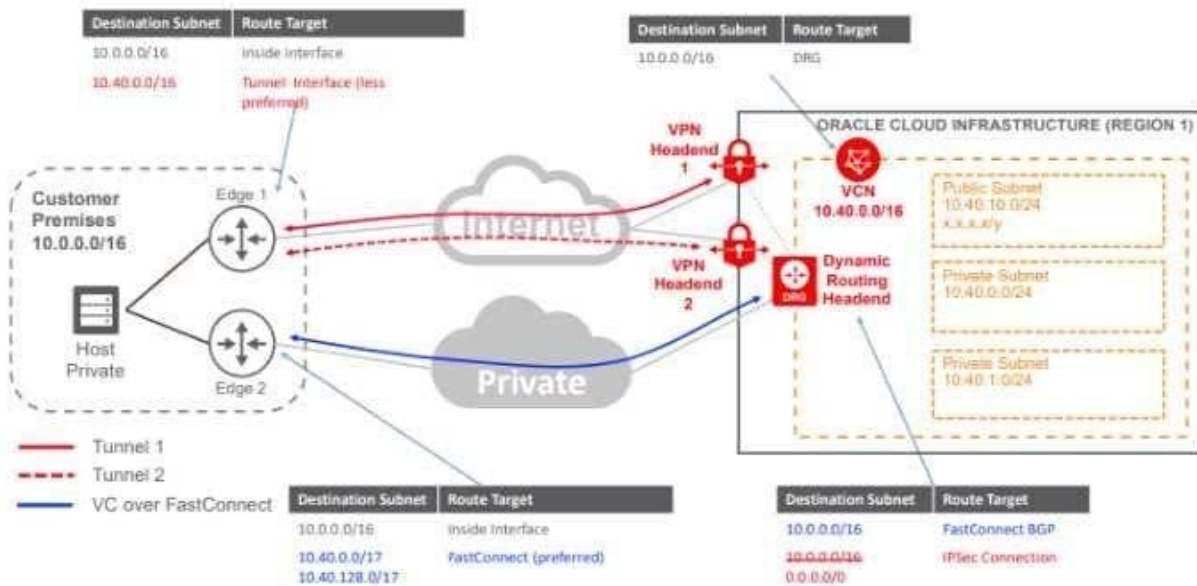 Destination Subnet Route Target
10.0.0.0/16 Inside Interface
10.40.0.0/16 Tunnel Interface (less
preferred)
Destination Subnet Route Target
10.0.0.0/16 DRG
ORACLE CLOUD INFRASTRUCTURE (REGION 1)
VPN
Headend
1
VCN
10.40.0.0/16
Public Subnet
10.40.10.0/24
x.x.x.x/y
Customer
Premises
10.0.0.0/16
Edge 1
Internet
VPN
Headend
2
DRG
Dynamic
Routing
Headend
Private Subnet
10.40.0.0/24
Host
Private
Edge 2
Private
Private Subnet
10.40.1.0/24
Tunnel 1
Tunnel 2
VC over FastConnect
Destination Subnet Route Target
10.0.0.0/16 Inside Interface
10.40.0.0/17 FastConnect (preferred)
10.40.128.0/17
Destination Subnet Route Target
10.0.0.0/16 FastConnect BGP
10.0.0.0/16 IPSec Connection
0.0.0.0/0